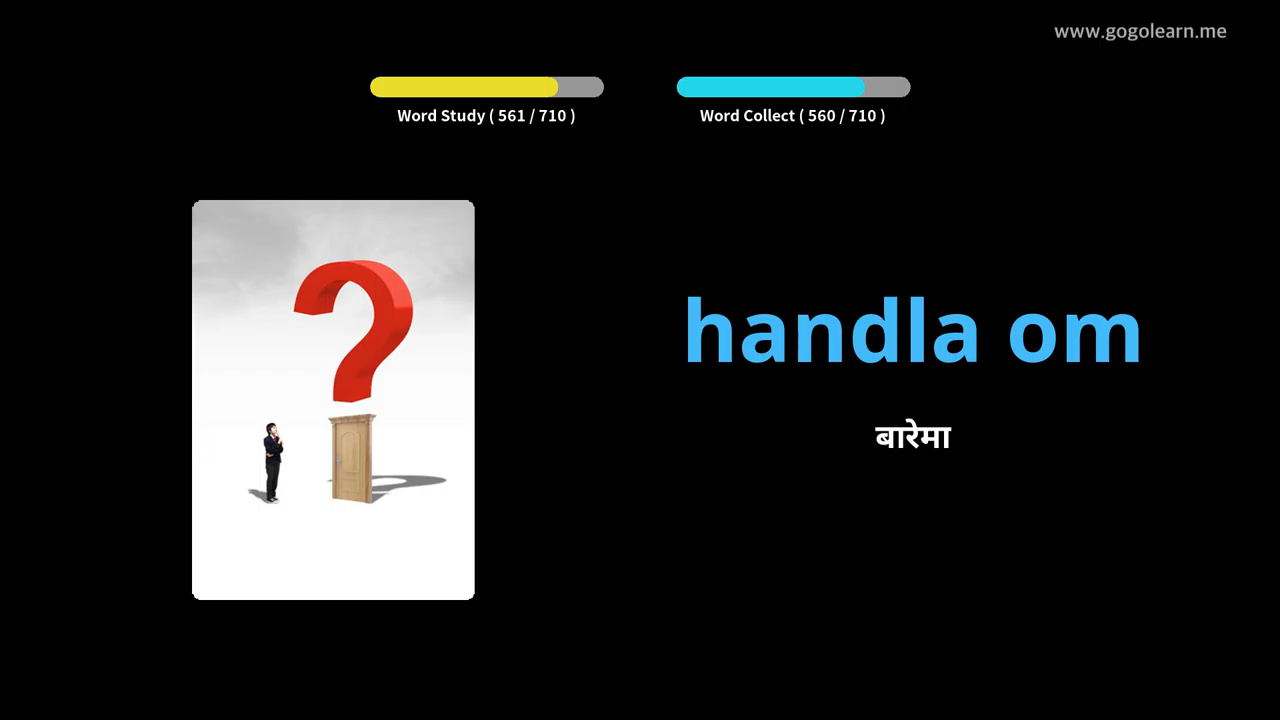 www.gogolearn.me
Word Study ( 561 / 710 )
Word Collect ( 560 / 710 )
handla om
बारेमा